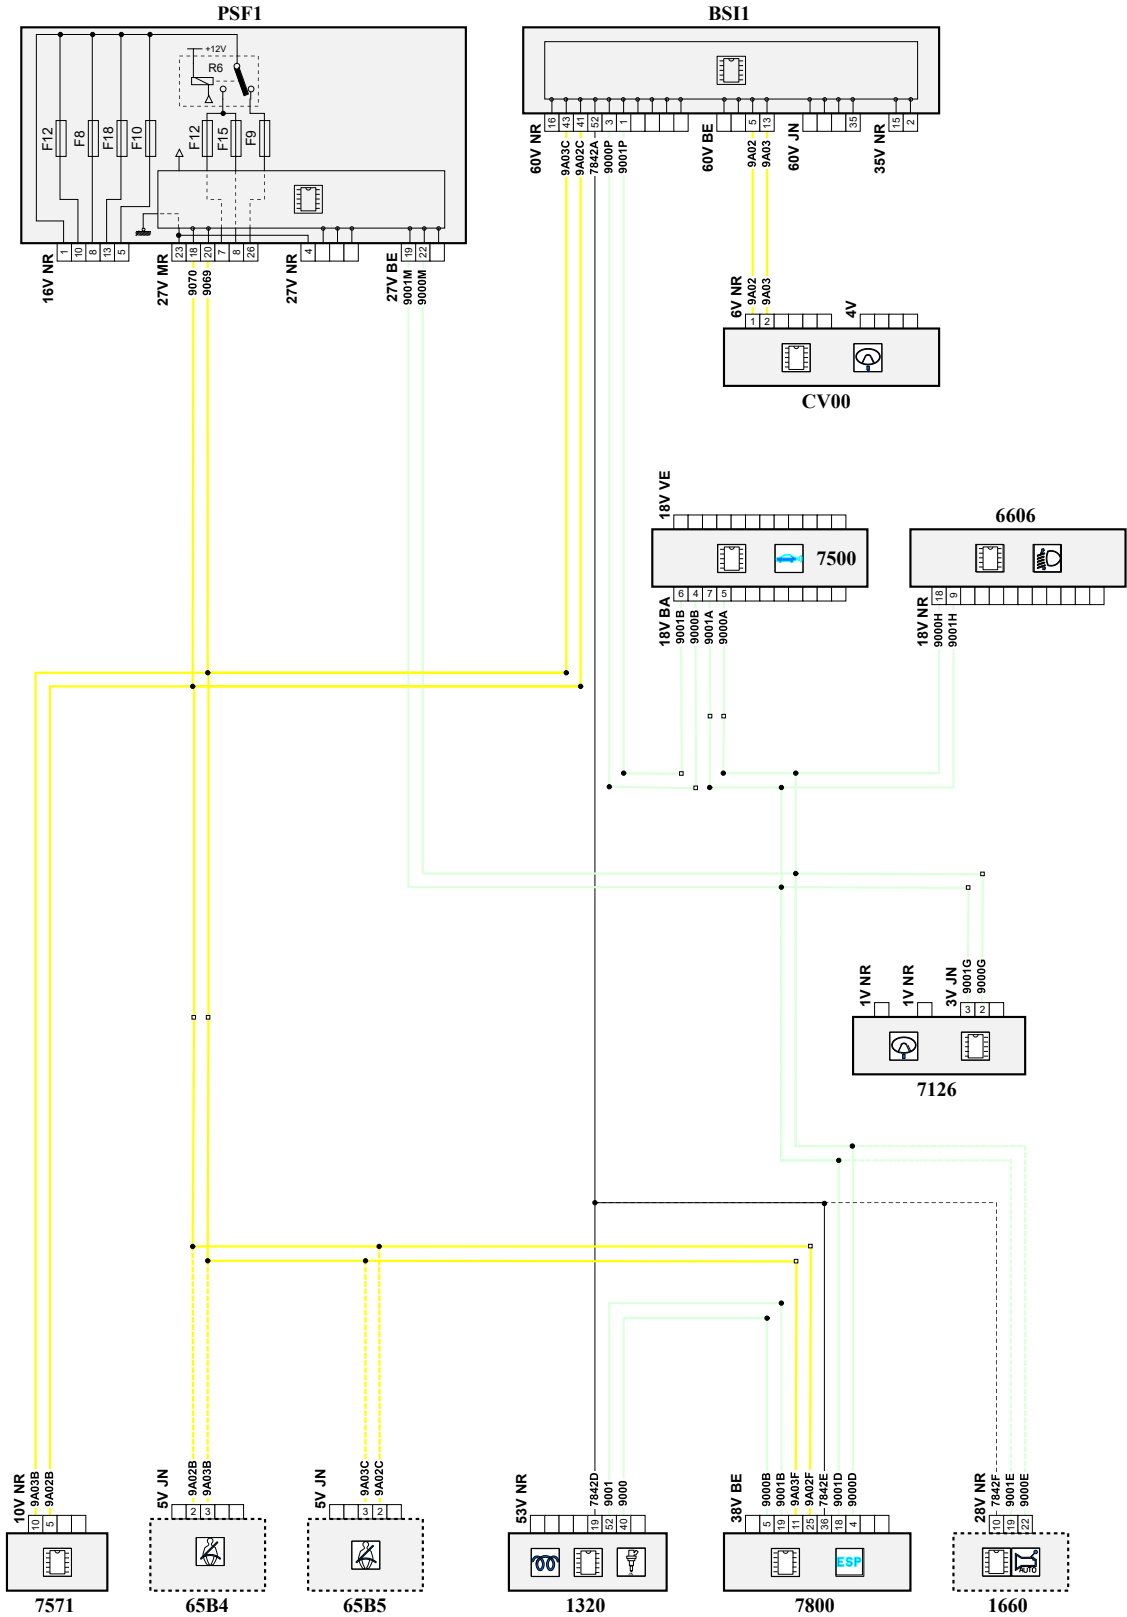 PSF1
BSI1
+12V
R6
F12
F8
F18
F10
F12
F15
F9
16V NR
1
10
8
13
5
27V MR
23
18
20
7
8
26
9070
9069
27V NR
4
27V BE
19
22
9001M
9000M
60V NR
16
43
41
52
3
1
9A03C
9A02C
7842A
9000P
9001P
60V BE
5
13
9A02
9A03
60V JN
35
35V NR
15
2
6V NR
9A02
9A03
1
2
4V
CV00
18V VE
7500
18V BA
6
4
7
5
9001B
9000B
9001A
9000A
6606
18V NR
18
9
9000H
9001H
1V NR
1V NR
3V JN
9001G
9000G
3
2
7126
10V NR
9A03B
9A02B
10
5
7571
5V JN
9A02B
9A03B
2
3
65B4
5V JN
9A03C
9A02C
3
2
65B5
53V NR
7842D
9001
9000
19
52
40
1320
38V BE
9000B
9001B
9A03F
9A02F
7842E
9001D
9000D
5
19
11
25
36
18
4
ESP
7800
28V NR
7842F
9001E
9000E
10
19
22
AUTO
1660